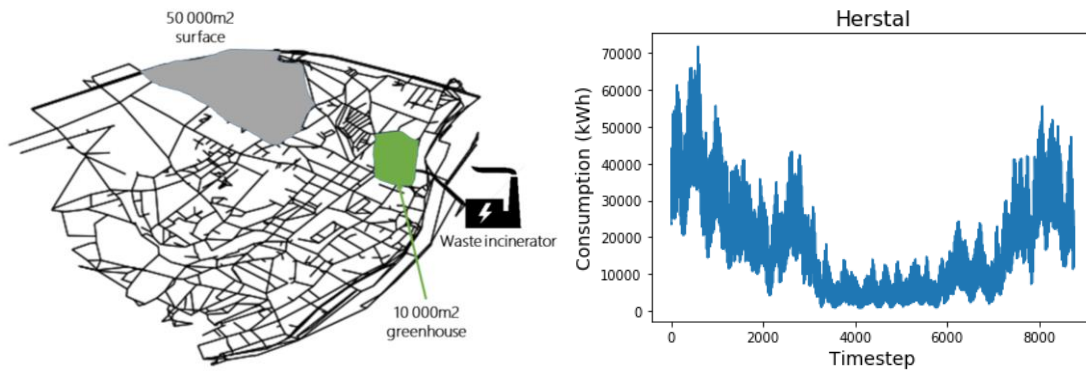 50 000m2
surface
Waste incinerator
10 000m2
greenhouse
Herstal
Consumption (kWh)
70000
60000
50000
40000
30000
20000
10000
0
0
2000
4000
6000
8000
Timestep